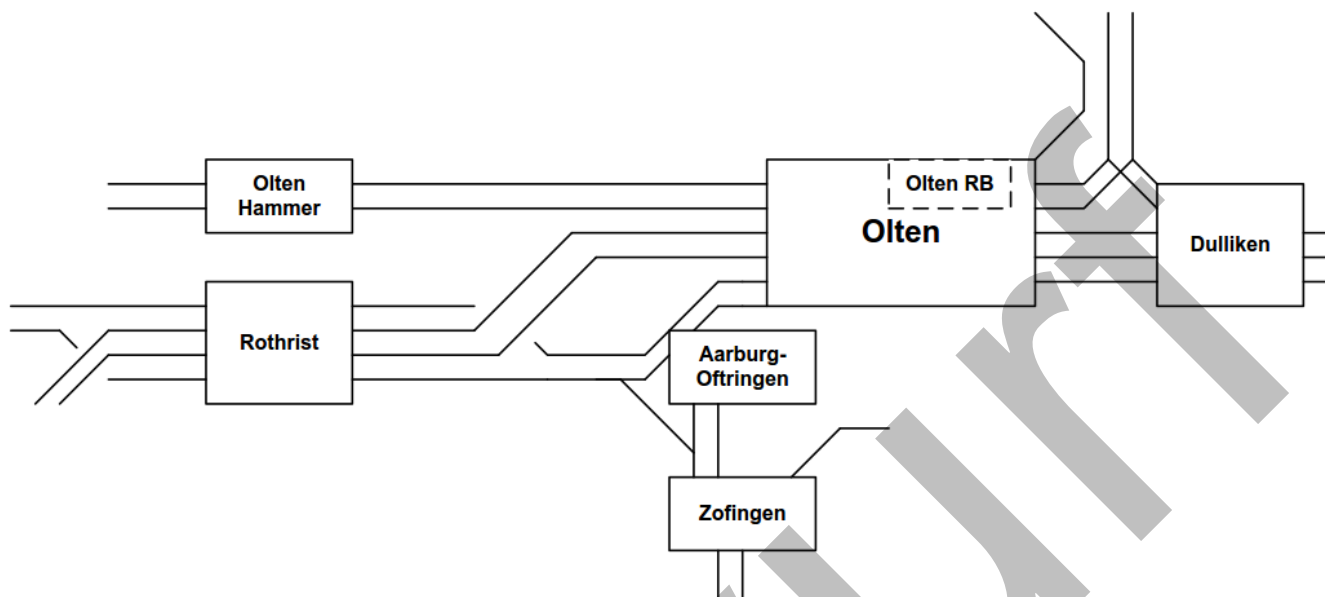 Olten
Hammer
Olten RB
Olten
Dulliken
Rothrist
Aarburg-
Oftringen
Zofingen